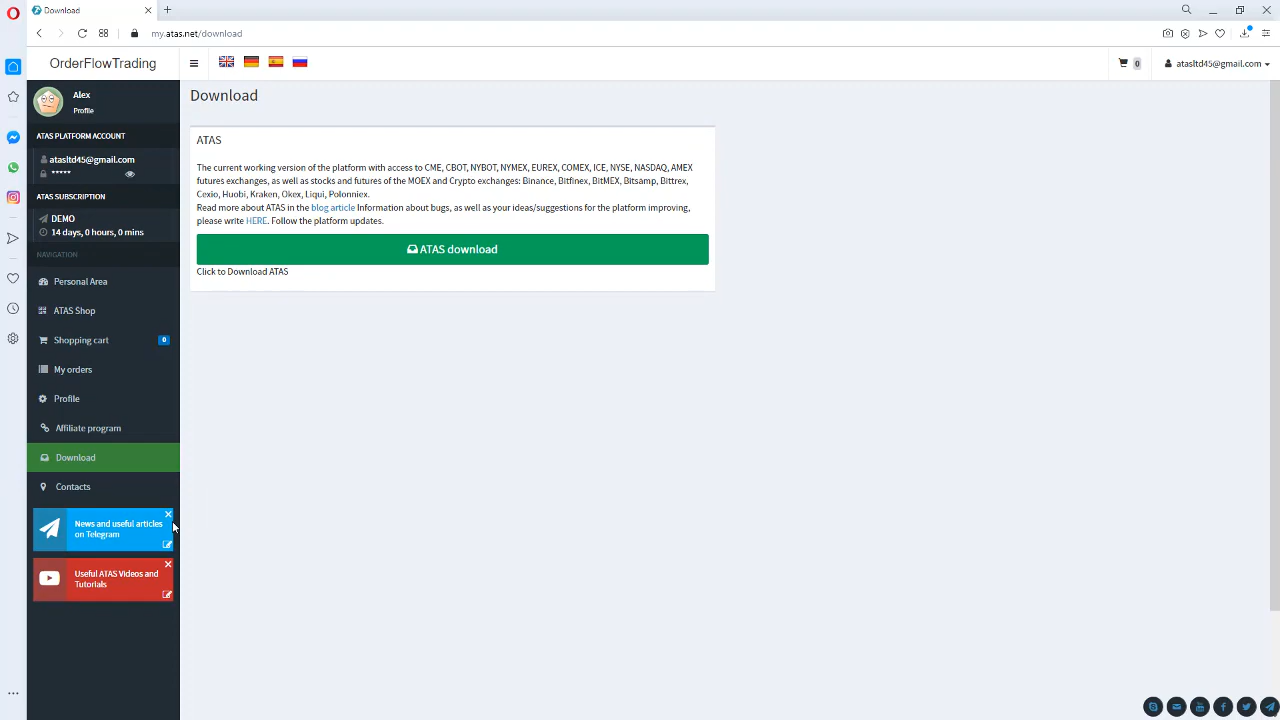 Download
my.atas.net/download
OrderFlowTrading
0
atasltd45@gmail.com
Alex
Profile
ATAS PLATFORM ACCOUNT
atasltd45@gmail.com
*****
ATAS SUBSCRIPTION
DEMO
14 days, 0 hours, 0 mins
NAVIGATION
Personal Area
ATAS Shop
Shopping cart
0
My orders
Profile
Affiliate program
Download
Contacts
News and useful articles
on Telegram
Useful ATAS Videos and
Tutorials
Download
ATAS
The current working version of the platform with access to CME, CBOT, NYBOT, NYMEX, EUREX, COMEX, ICE, NYSE, NASDAQ, AMEX
futures exchanges, as well as stocks and futures of the MOEX and Crypto exchanges: Binance, Bitfinex, BitMEX, Bitsamp, Bittrex,
Cexio, Huobi, Kraken, Okex, Liqui, Polonniex.
Read more about ATAS in the blog article Information about bugs, as well as your ideas/suggestions for the platform improving,
please write HERE. Follow the platform updates.
ATAS download
Click to Download ATAS